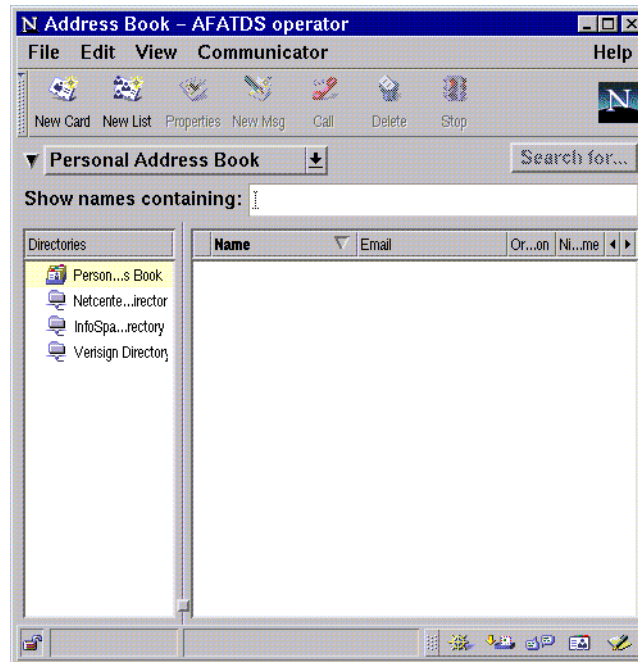 N Address Book – AFATDS operator
File Edit View Communicator Help
N
New Card New List Properties New Msg Call Delete Stop
Personal Address Book Search for...
Show names containing:
Directories Name Email Or...on Ni...me
Person...s Book
Netcente...irector
InfoSpa...rectory
Verisign Directory